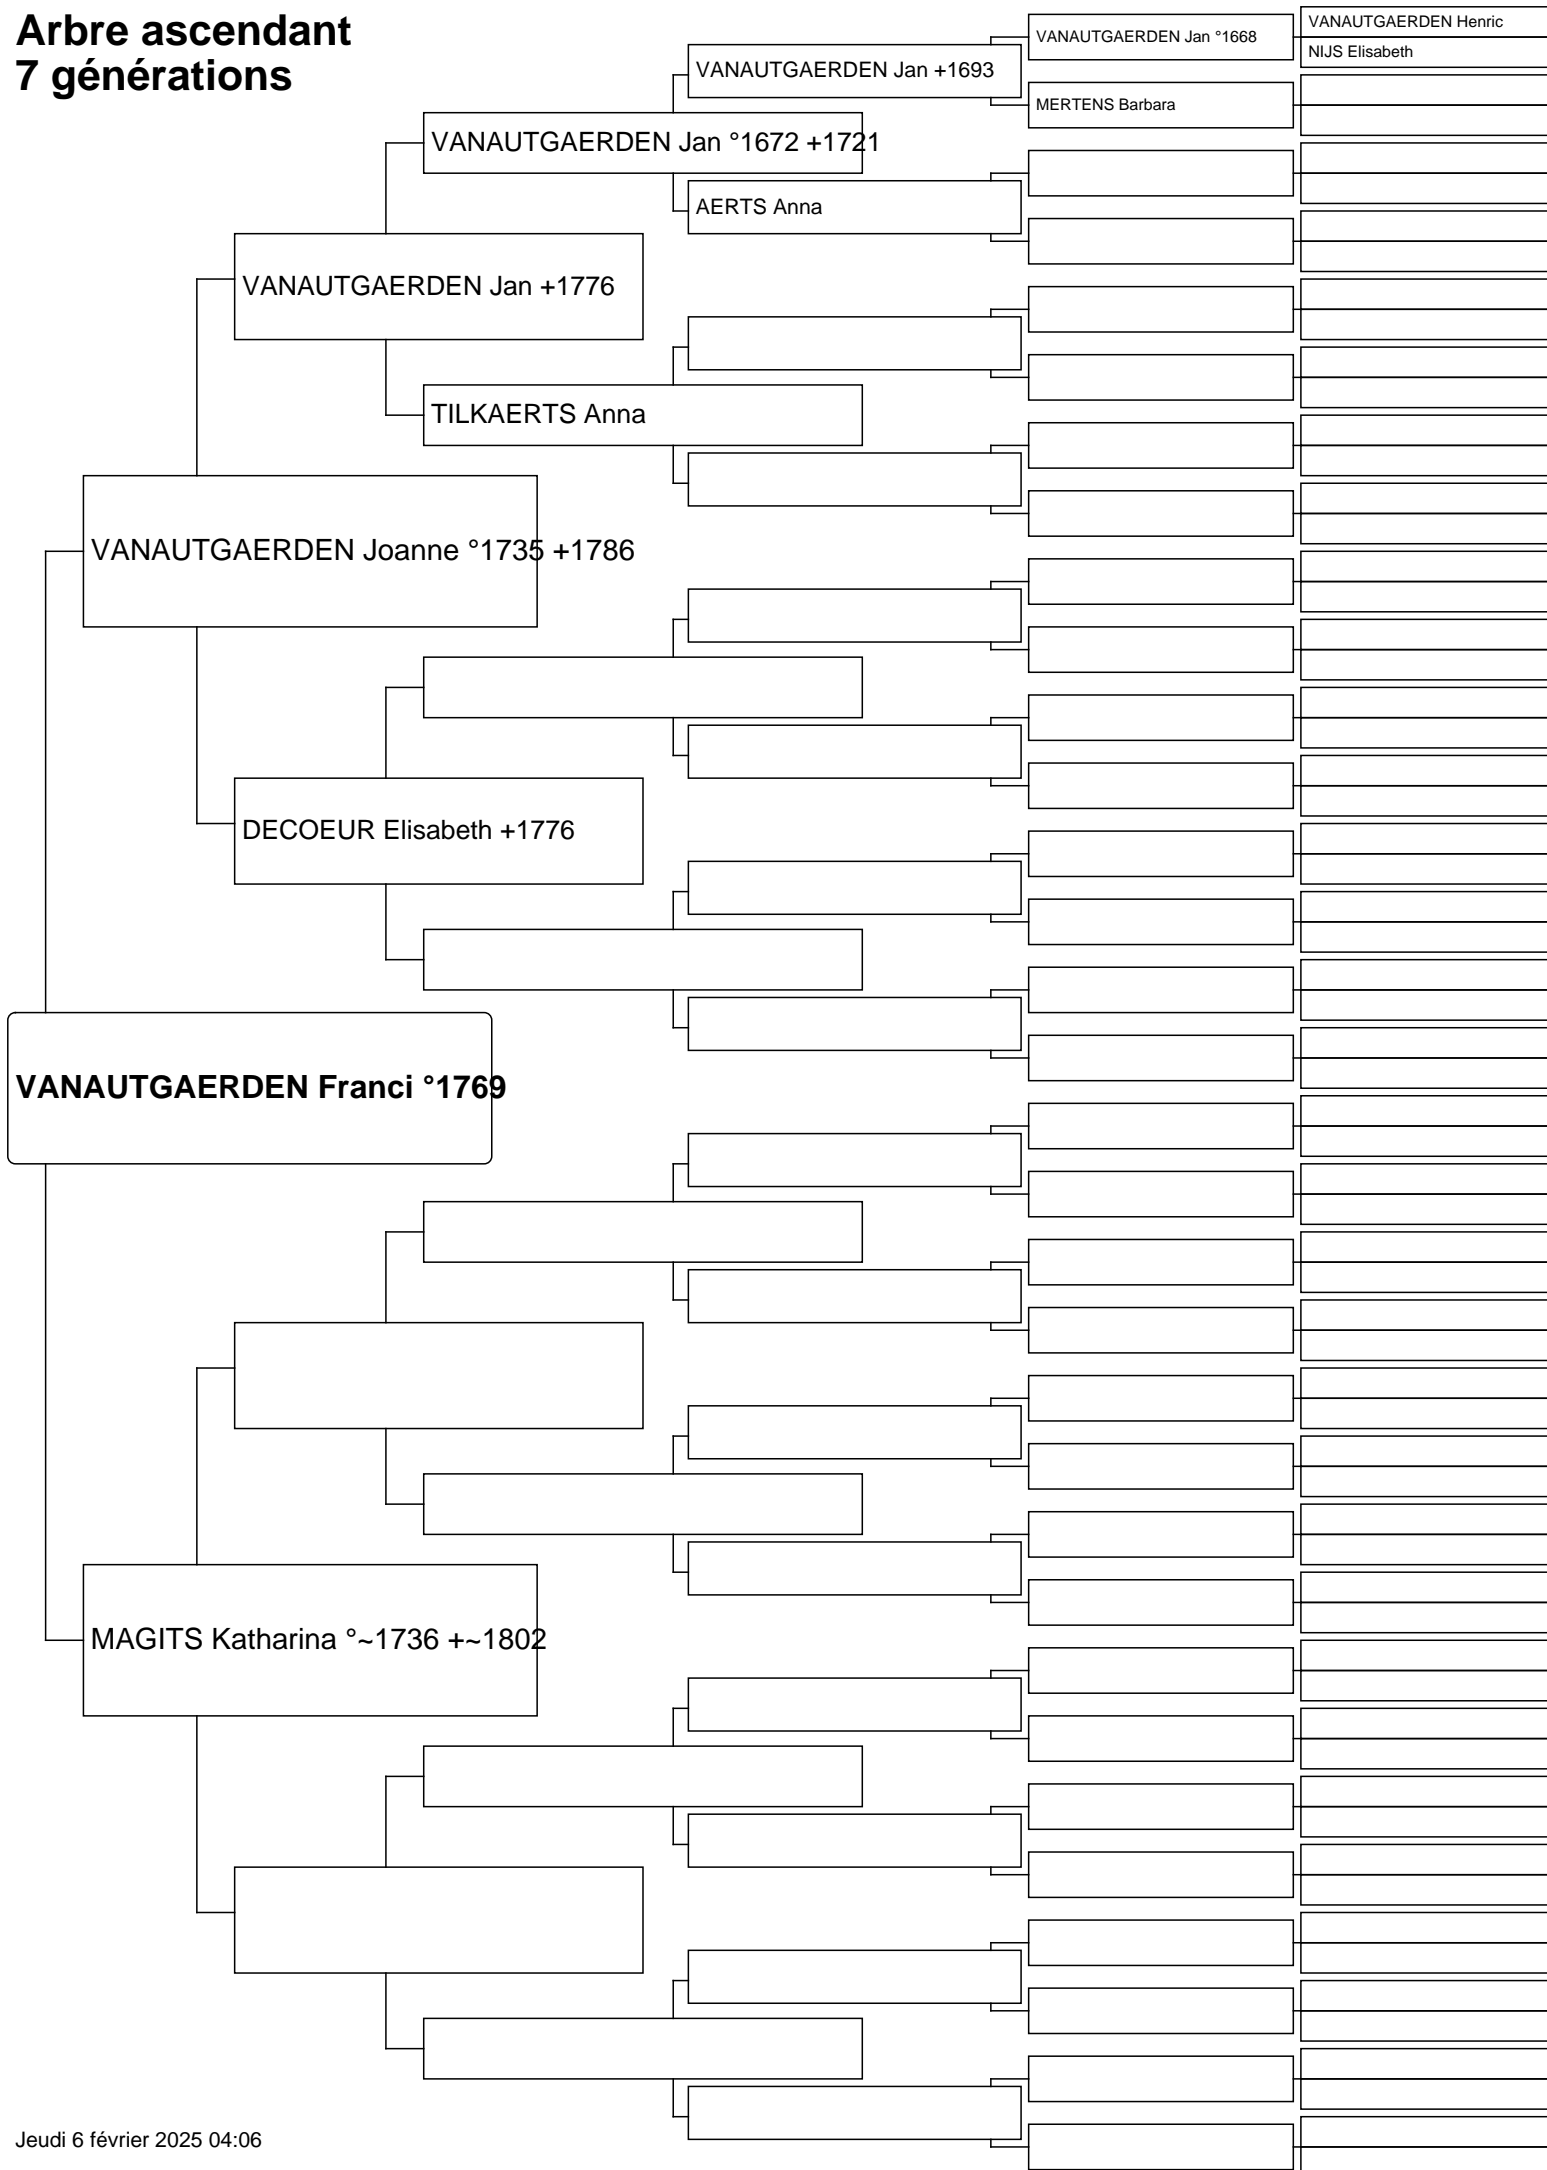 Arbre ascendant
7 générations
VANAUTGAERDEN Henric
VANAUTGAERDEN Jan °1668
NIJS Elisabeth
VANAUTGAERDEN Jan +1693
MERTENS Barbara
VANAUTGAERDEN Jan °1672 +1721
AERTS Anna
VANAUTGAERDEN Jan +1776
TILKAERTS Anna
VANAUTGAERDEN Joanne °1735 +1786
DECOEUR Elisabeth +1776
VANAUTGAERDEN Franci °1769
MAGITS Katharina °~1736 +~1802
Jeudi 6 février 2025 04:06